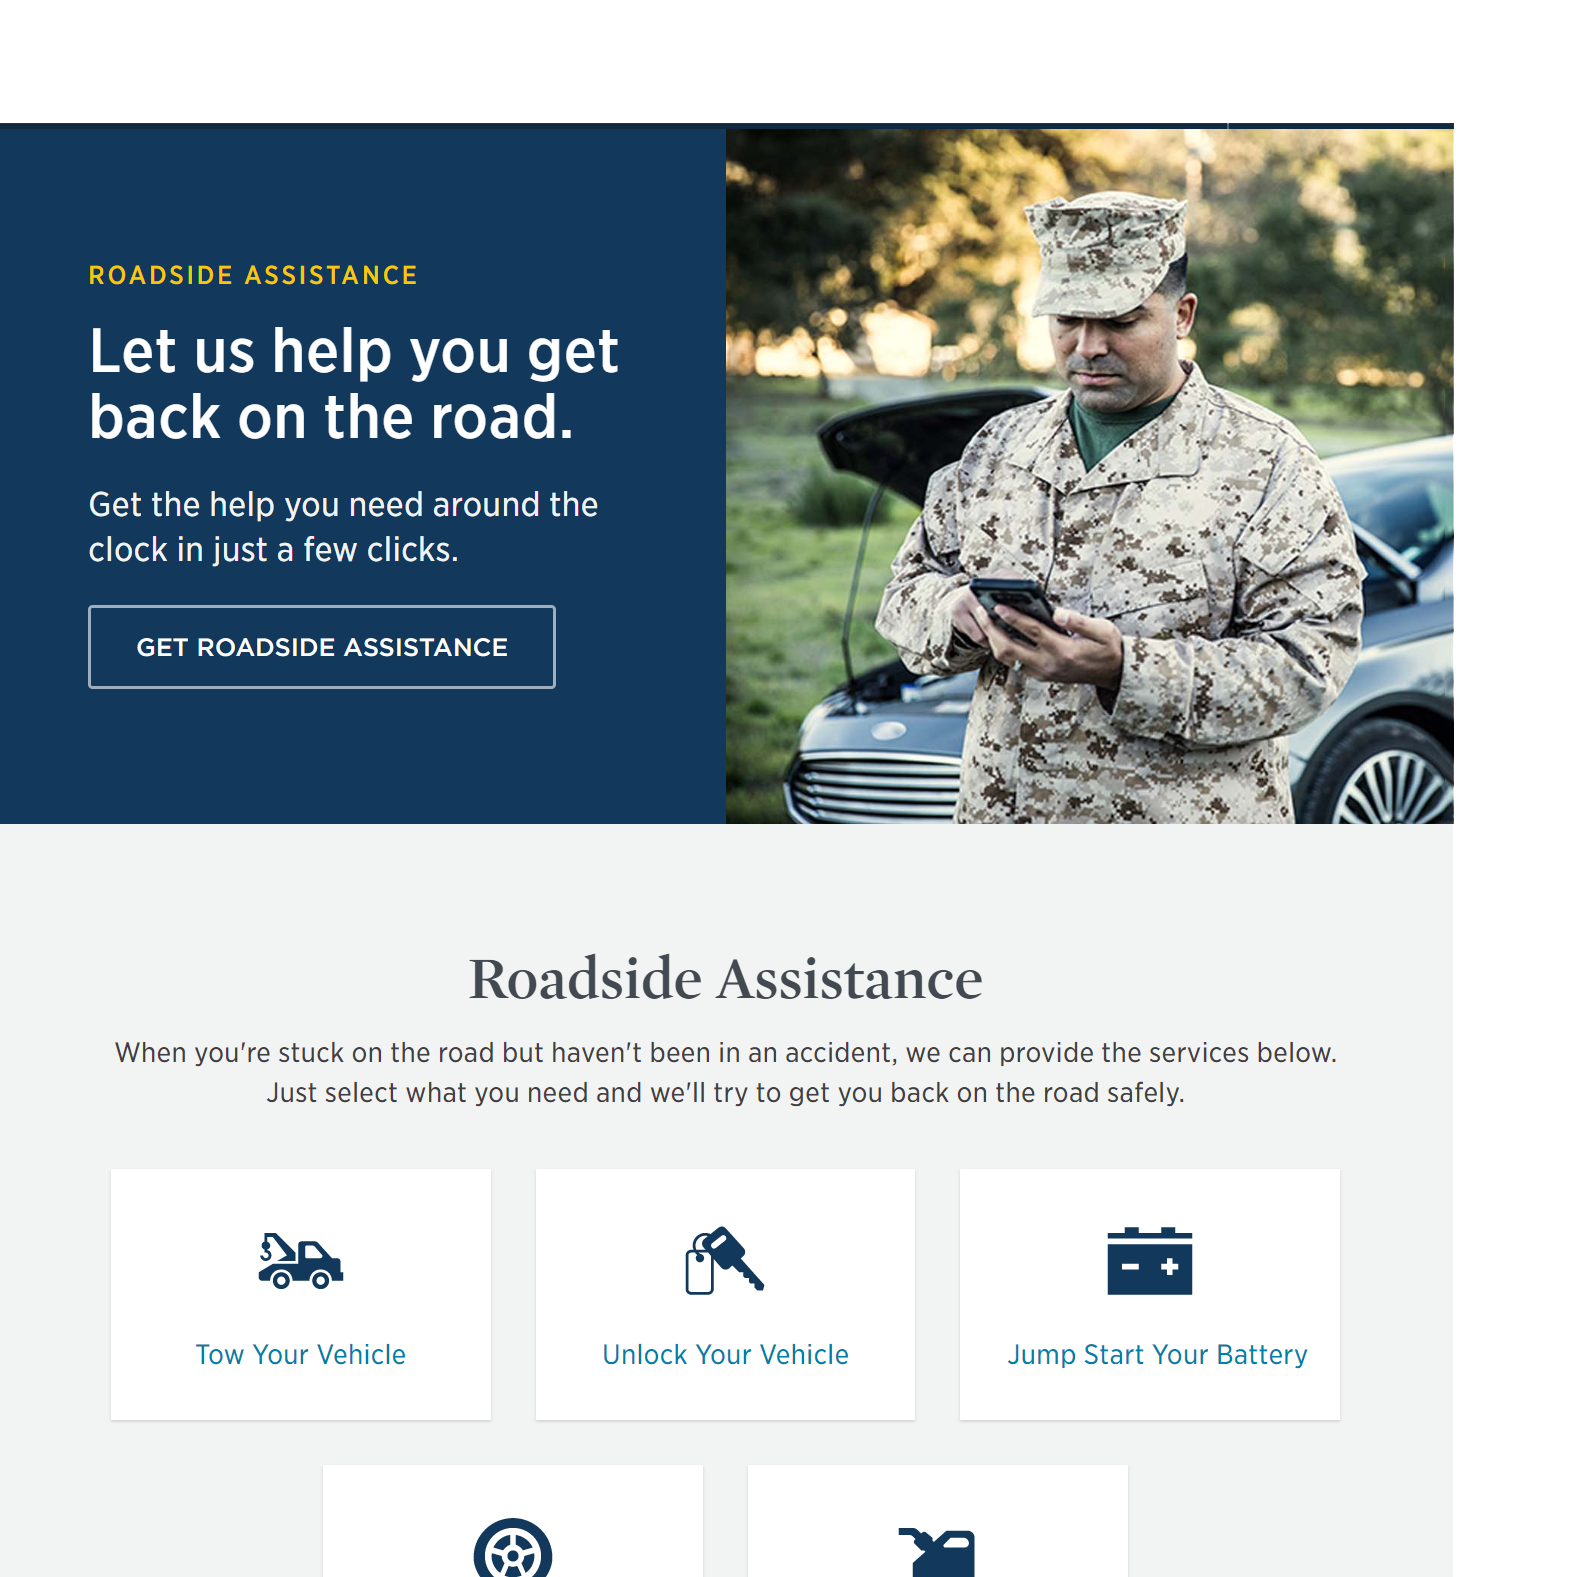 ROADSIDE ASSISTANCE
Let us help you get
back on the road.
Get the help you need around the
clock in just a few clicks.
GET ROADSIDE ASSISTANCE
Roadside Assistance
When you're stuck on the road but haven't been in an accident, we can provide the services below.
Just select what you need and we'll try to get you back on the road safely.
Tow Your Vehicle
Unlock Your Vehicle
Jump Start Your Battery